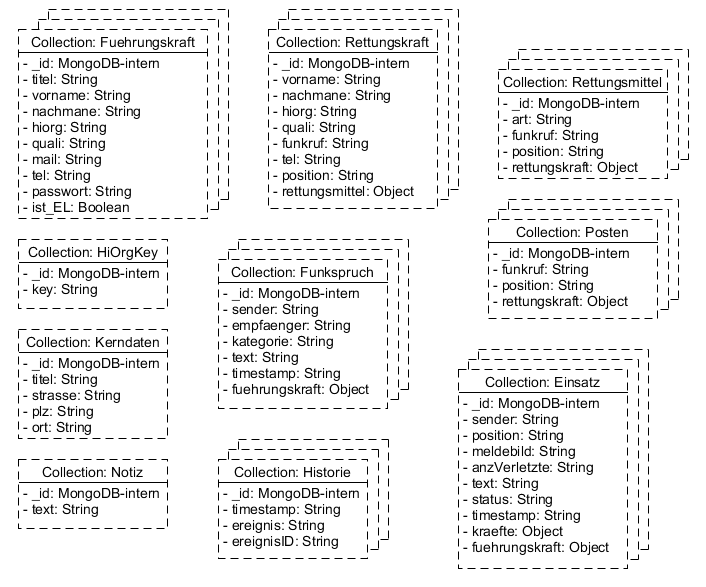 Collection: Fuehrungskraft
- _id: MongoDB-intern
- titel: String
- vorname: String
- nachmane: String
- hiorg: String
- quali: String
- mail: String
- tel: String
- passwort: String
- ist_EL: Boolean
Collection: Rettungskraft
- _id: MongoDB-intern
- vorname: String
- nachmane: String
- hiorg: String
- quali: String
- funkruf: String
- tel: String
- position: String
- rettungsmittel: Object
Collection: Rettungsmittel
- _id: MongoDB-intern
- art: String
- funkruf: String
- position: String
- rettungskraft: Object
Collection: HiOrgKey
- _id: MongoDB-intern
- key: String
Collection: Funkspruch
- _id: MongoDB-intern
- sender: String
- empfaenger: String
- kategorie: String
- text: String
- timestamp: String
- fuehrungskraft: Object
Collection: Posten
- _id: MongoDB-intern
- funkruf: String
- position: String
- rettungskraft: Object
Collection: Kerndaten
- _id: MongoDB-intern
- titel: String
- strasse: String
- plz: String
- ort: String
Collection: Einsatz
- _id: MongoDB-intern
- sender: String
- position: String
- meldebild: String
- anzVerletzte: String
- text: String
- status: String
- timestamp: String
- kraefte: Object
- fuehrungskraft: Object
Collection: Notiz
- _id: MongoDB-intern
- text: String
Collection: Historie
- _id: MongoDB-intern
- timestamp: String
- ereignis: String
- ereignisID: String